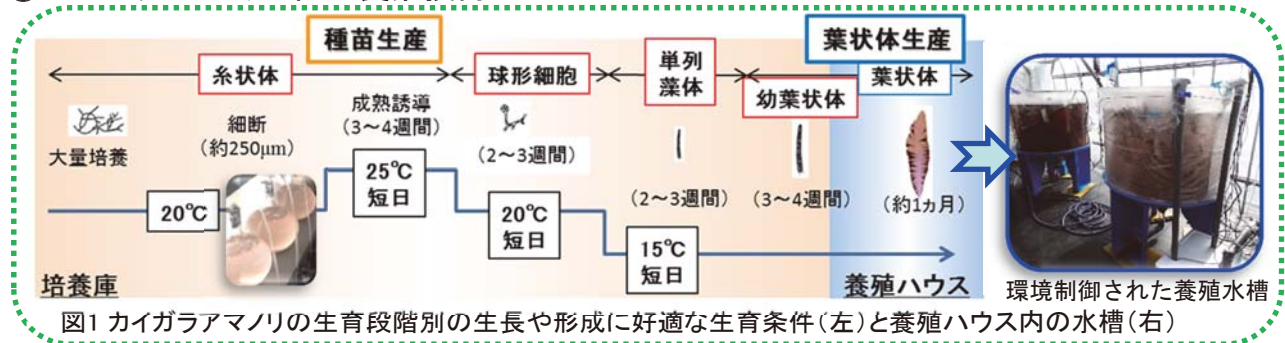 種苗生産
葉状体生産
糸状体
球形細胞
単列
藻体
幼葉状体
葉状体
大量培養
細断
(約250μm)
成熟誘導
(3~4週間)
(2~3週間)
(2~3週間)
(3~4週間)
(約1ヵ月)
20℃
25℃
短日
20℃
短日
15℃
短日
培養庫
養殖ハウス
環境制御された養殖水槽
図1 カイガラアマノリの生育段階別の生長や形成に好適な生育条件(左)と養殖ハウス内の水槽(右)